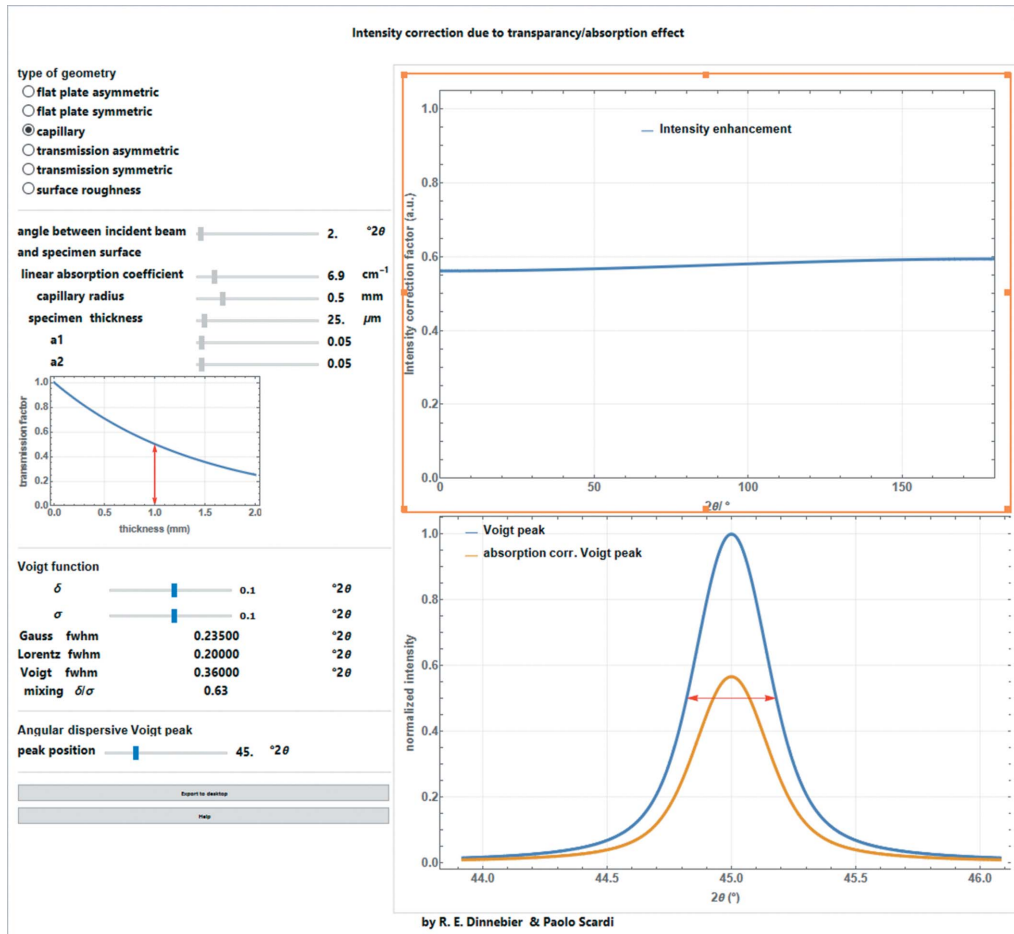 Intensity correction due to transparancy/absorption effect
type of geometry
flat plate asymmetric
flat plate symmetric
capillary
transmission asymmetric
transmission symmetric
surface roughness
angle between incident beam 2. °2θ
and specimen surface
linear absorption coefficient 6.9 cm⁻¹
capillary radius 0.5 mm
specimen thickness 25. μm
a1 0.05
a2 0.05
transmission factor
1.0
0.8
0.6
0.4
0.2
0.0
0.0 0.5 1.0 1.5 2.0
thickness (mm)
Voigt function
δ 0.1 °2θ
σ 0.1 °2θ
Gauss fwhm 0.23500 °2θ
Lorentz fwhm 0.20000 °2θ
Voigt fwhm 0.36000 °2θ
mixing δ/σ 0.63
Angular dispersive Voigt peak
peak position 45. °2θ
Export to desktop
Help
Intensity enhancement
Intensity correction factor (a.u.)
1.0
0.8
0.6
0.4
0.2
0.0
0 50 100 150
2θ/ °
Voigt peak
absorption corr. Voigt peak
normalized intensity
1.0
0.8
0.6
0.4
0.2
0.0
44.0 44.5 45.0 45.5 46.0
2θ (°)
by R. E. Dinnebier & Paolo Scardi